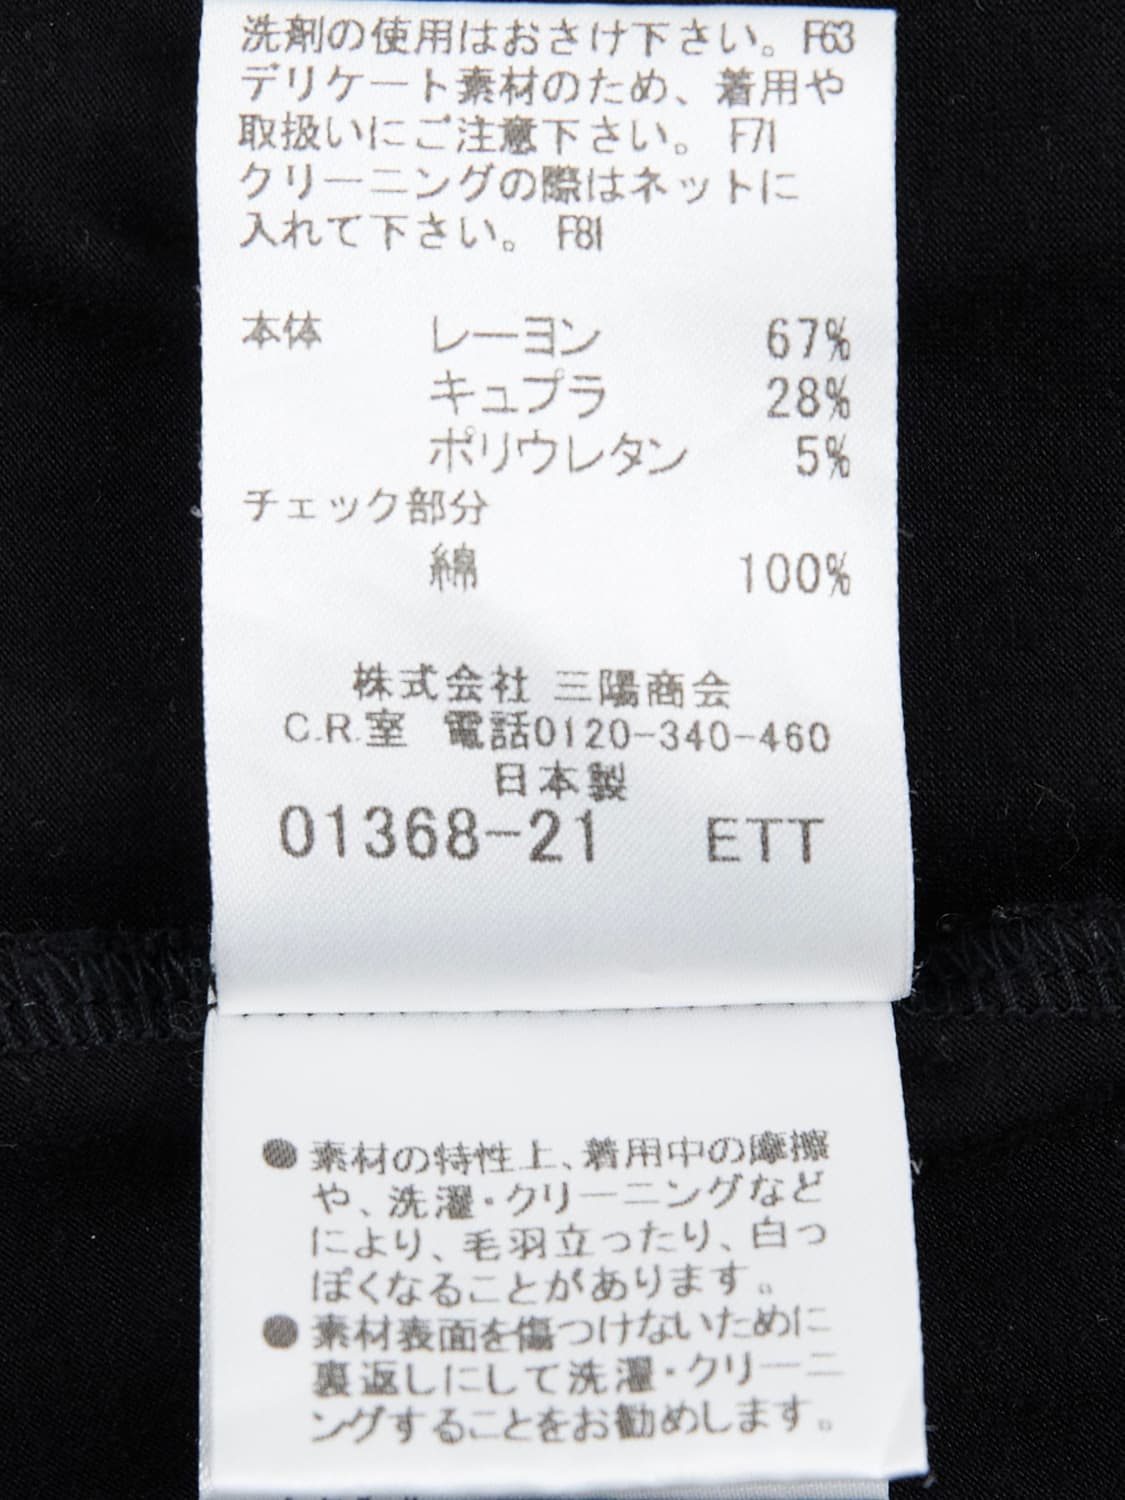 洗剤の使用はおさけ下さい。F63
デリケート素材のため、着用や
取扱いにご注意下さい。 F71
クリーニングの際はネットに
入れて下さい。 F81
本体 レーヨン 67%
キュプラ 28%
ポリウレタン 5%
チェック部分
綿 100%
株式会社 三陽商会
C.R.室 電話0120-340-460
日本製
01368-21 ETT
●素材の特性上、着用中の摩擦
や、洗濯・クリーニングなど
により、毛羽立ったり、白っ
ぽくなることがあります。
●素材表面を傷つけないために
裏返しにして洗濯・クリーニ
ングすることをお勧めします。